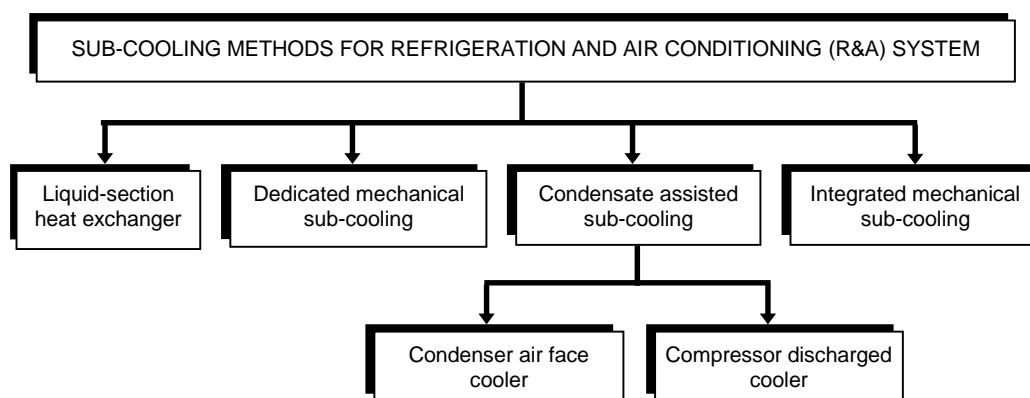 SUB-COOLING METHODS FOR REFRIGERATION AND AIR CONDITIONING (R&A) SYSTEM
Liquid-section
heat exchanger
Dedicated mechanical
sub-cooling
Condensate assisted
sub-cooling
Integrated mechanical
sub-cooling
Condenser air face
cooler
Compressor discharged
cooler